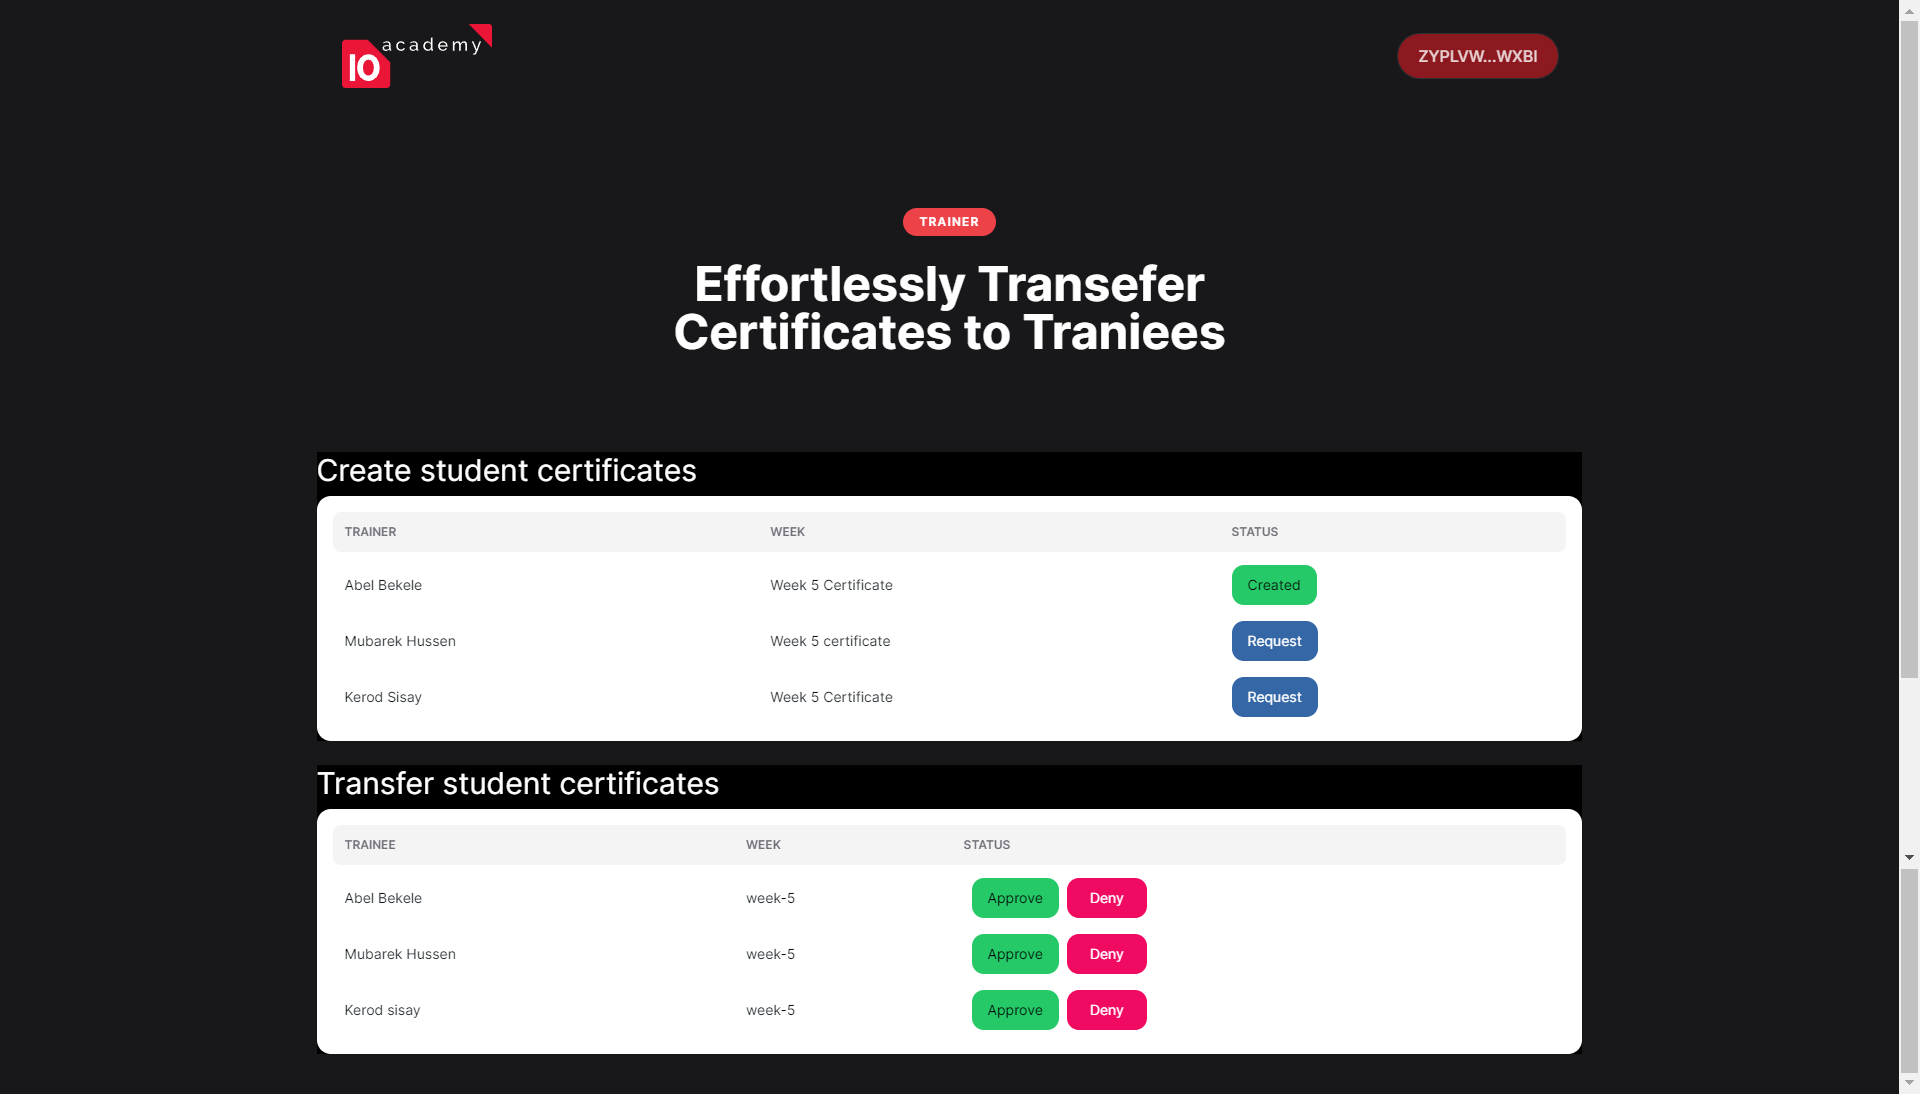 10 academy
ZYPLVW...WXBI
TRAINER
Effortlessly Transefer
Certificates to Traniees
Create student certificates
TRAINER WEEK STATUS
Abel Bekele Week 5 Certificate Created
Mubarek Hussen Week 5 certificate Request
Kerod Sisay Week 5 Certificate Request
Transfer student certificates
TRAINEE WEEK STATUS
Abel Bekele week-5 Approve Deny
Mubarek Hussen week-5 Approve Deny
Kerod sisay week-5 Approve Deny